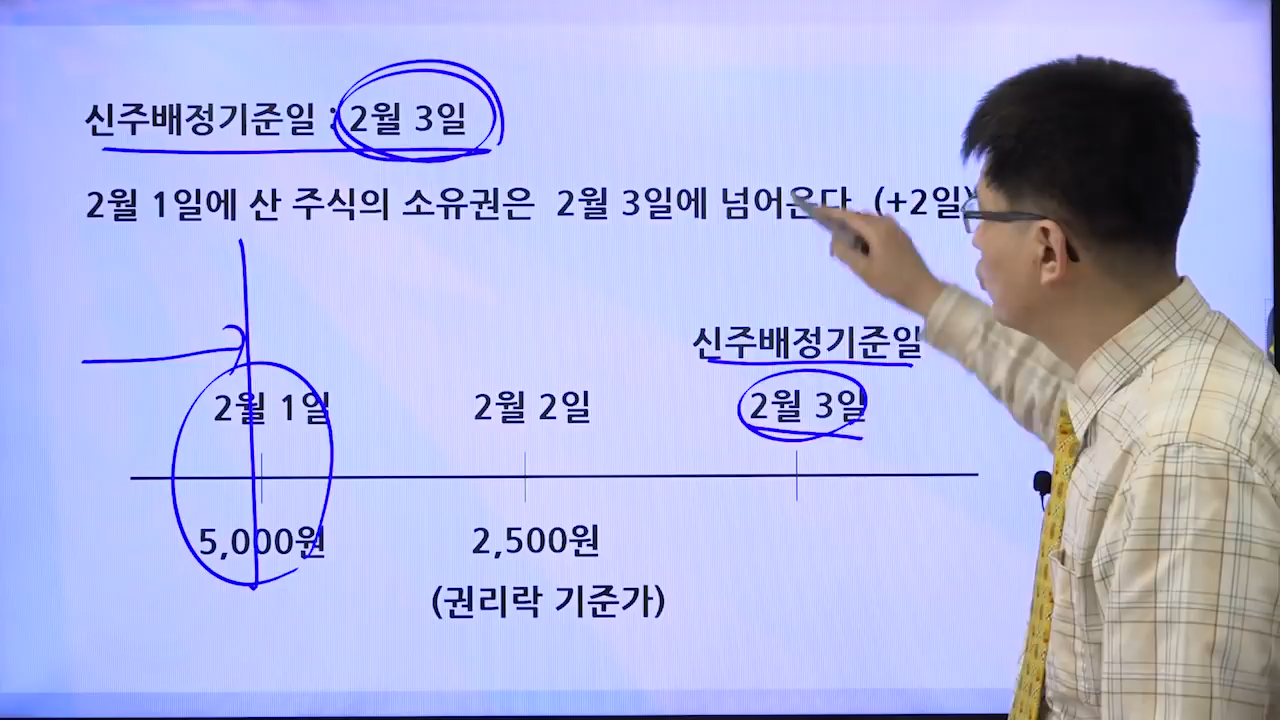 신주배정기준일 : 2월 3일
2월 1일에 산 주식의 소유권은 2월 3일에 넘어온다. (+2일)
신주배정기준일
2월 1일 2월 2일 2월 3일
5,000원 2,500원
(권리락 기준가)